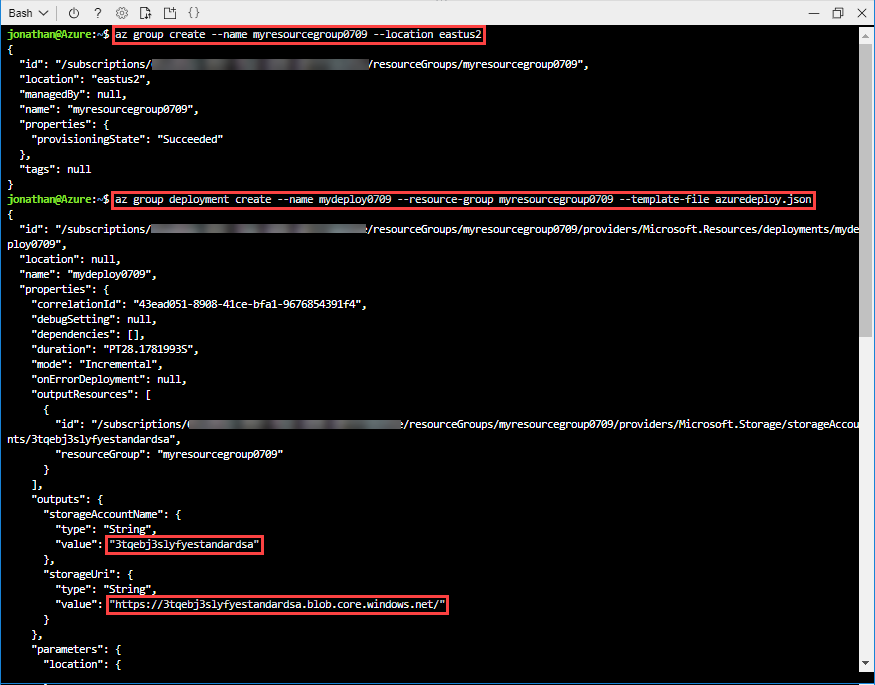 Bash ?  {}
jonathan@Azure:~$ az group create --name myresourcegroup0709 --location eastus2
{
  "id": "/subscriptions//resourceGroups/myresourcegroup0709",
  "location": "eastus2",
  "managedBy": null,
  "name": "myresourcegroup0709",
  "properties": {
    "provisioningState": "Succeeded"
  },
  "tags": null
}
jonathan@Azure:~$ az group deployment create --name mydeploy0709 --resource-group myresourcegroup0709 --template-file azuredeploy.json
{
  "id": "/subscriptions//resourceGroups/myresourcegroup0709/providers/Microsoft.Resources/deployments/myde
ploy0709",
  "location": null,
  "name": "mydeploy0709",
  "properties": {
    "correlationId": "43ead051-8908-41ce-bfa1-9676854391f4",
    "debugSetting": null,
    "dependencies": [],
    "duration": "PT28.1781993S",
    "mode": "Incremental",
    "onErrorDeployment": null,
    "outputResources": [
      {
        "id": "/subscriptions/e/resourceGroups/myresourcegroup0709/providers/Microsoft.Storage/storageAccou
nts/3tqebj3slyfyestandardsa",
        "resourceGroup": "myresourcegroup0709"
      }
    ],
    "outputs": {
      "storageAccountName": {
        "type": "String",
        "value": "3tqebj3slyfyestandardsa"
      },
      "storageUri": {
        "type": "String",
        "value": "https://3tqebj3slyfyestandardsa.blob.core.windows.net/"
      }
    },
    "parameters": {
      "location": {